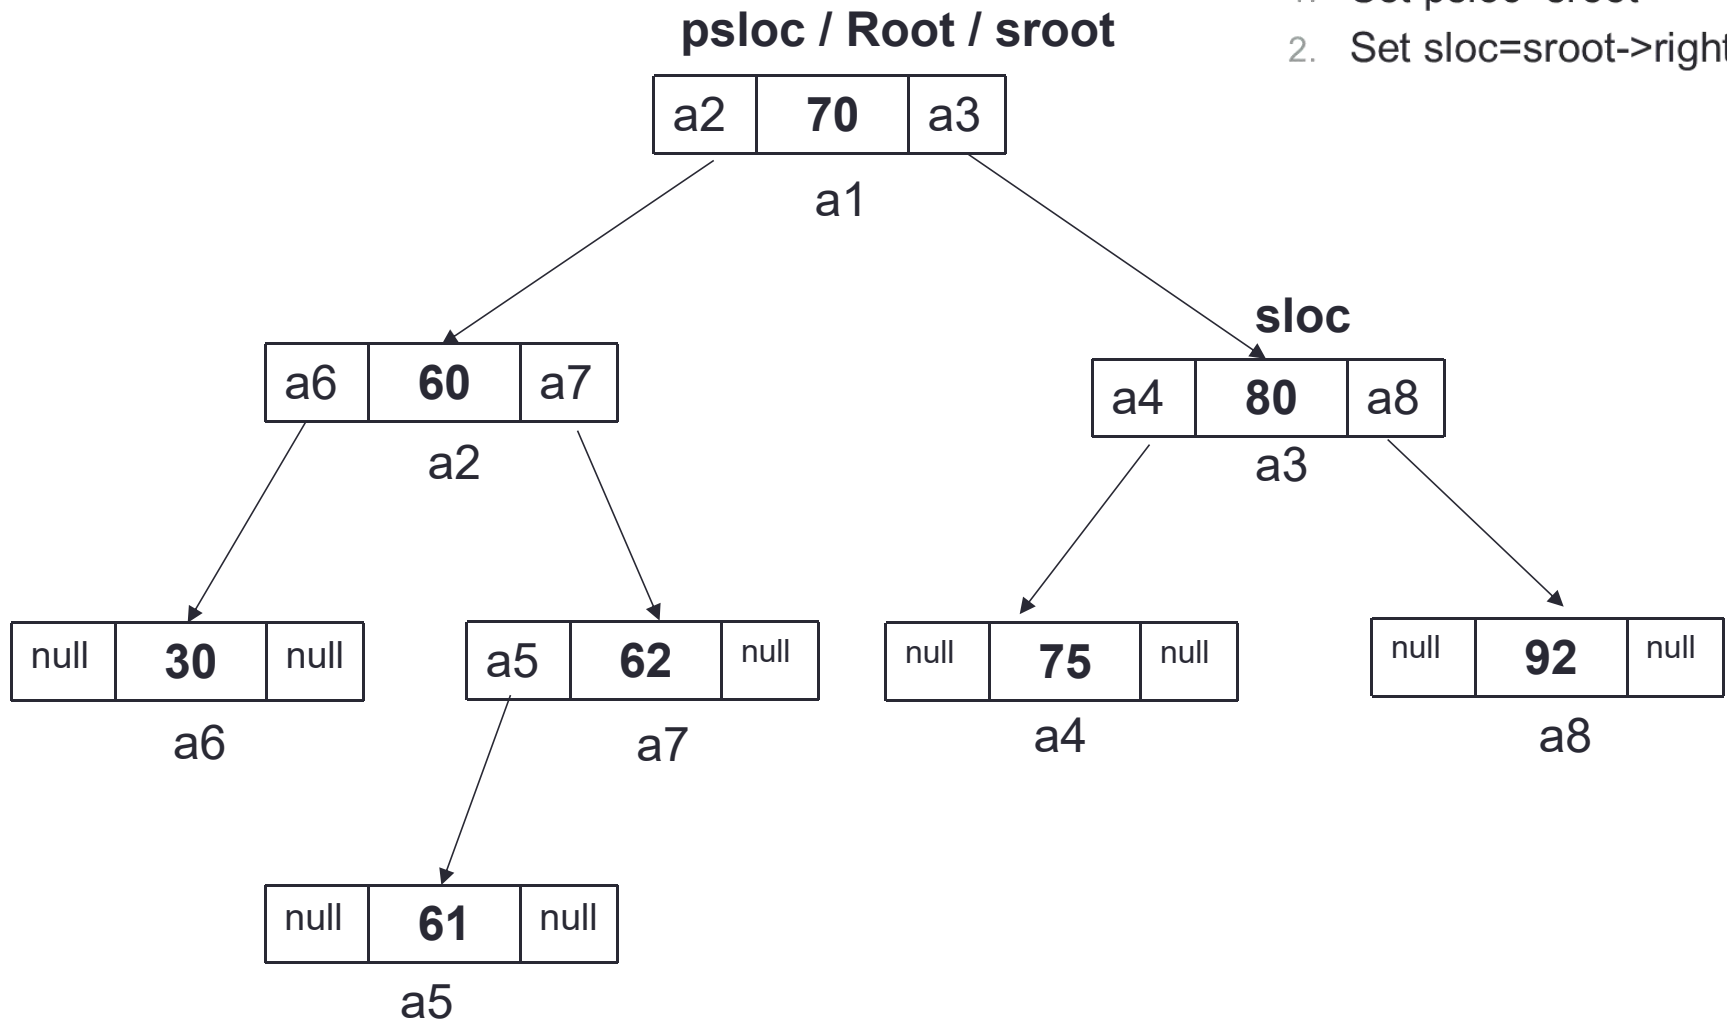 psloc / Root / sroot
2. Set sloc=sroot->right
a2 70 a3
a1
sloc
a6 60 a7
a2
a4 80 a8
a3
null 30 null
a6
a5 62 null
a7
null 75 null
a4
null 92 null
a8
null 61 null
a5